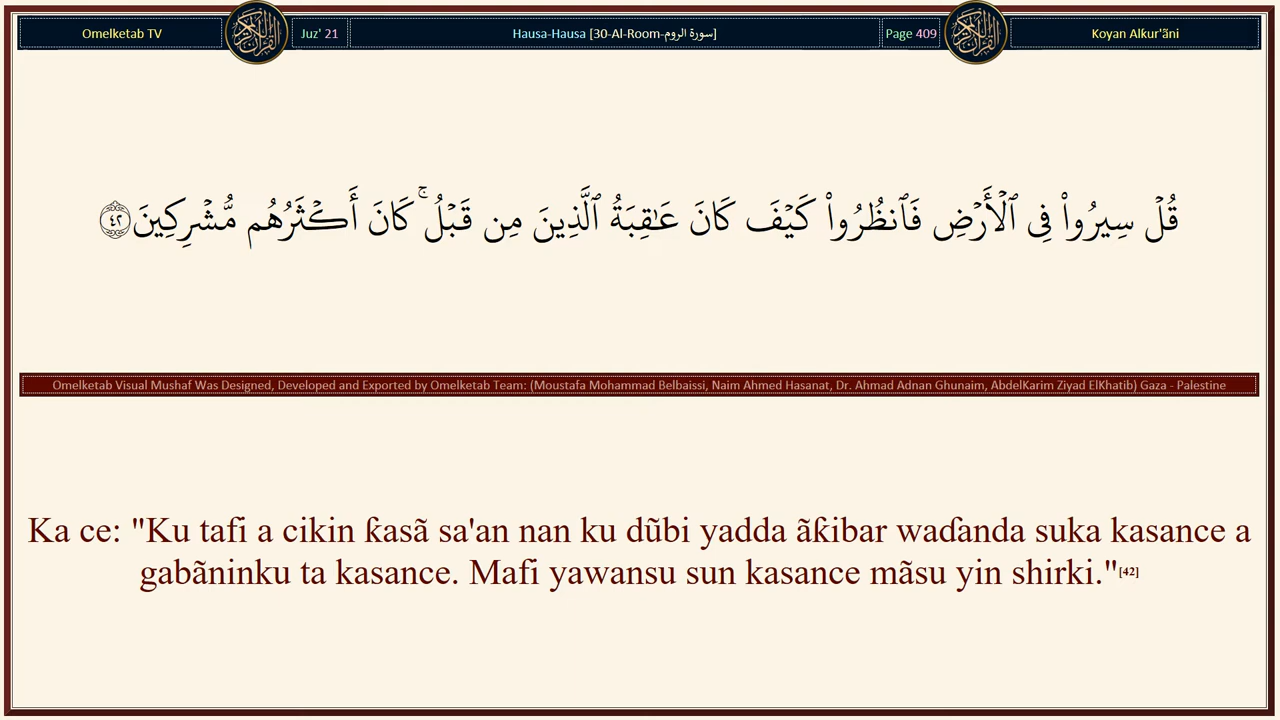 Omelketab TV
Juz' 21
Hausa-Hausa [30-Al-Room-سورة الروم]
Page 409
Koyan Alƙur'ãni
قُلۡ سِيرُواْ فِي ٱلۡأَرۡضِ فَٱنظُرُواْ كَيۡفَ كَانَ عَٰقِبَةُ ٱلَّذِينَ مِن قَبۡلُۚ كَانَ أَكۡثَرُهُم مُّشۡرِكِينَ ٤٢
Omelketab Visual Mushaf Was Designed, Developed and Exported by Omelketab Team: (Moustafa Mohammad Belbaissi, Naim Ahmed Hasanat, Dr. Ahmad Adnan Ghunaim, AbdelKarim Ziyad ElKhatib) Gaza - Palestine
Ka ce: "Ku tafi a cikin ƙasã sa'an nan ku dũbi yadda ãƙibar waɗanda suka kasance a
gabãninku ta kasance. Mafi yawansu sun kasance mãsu yin shirki."[42]